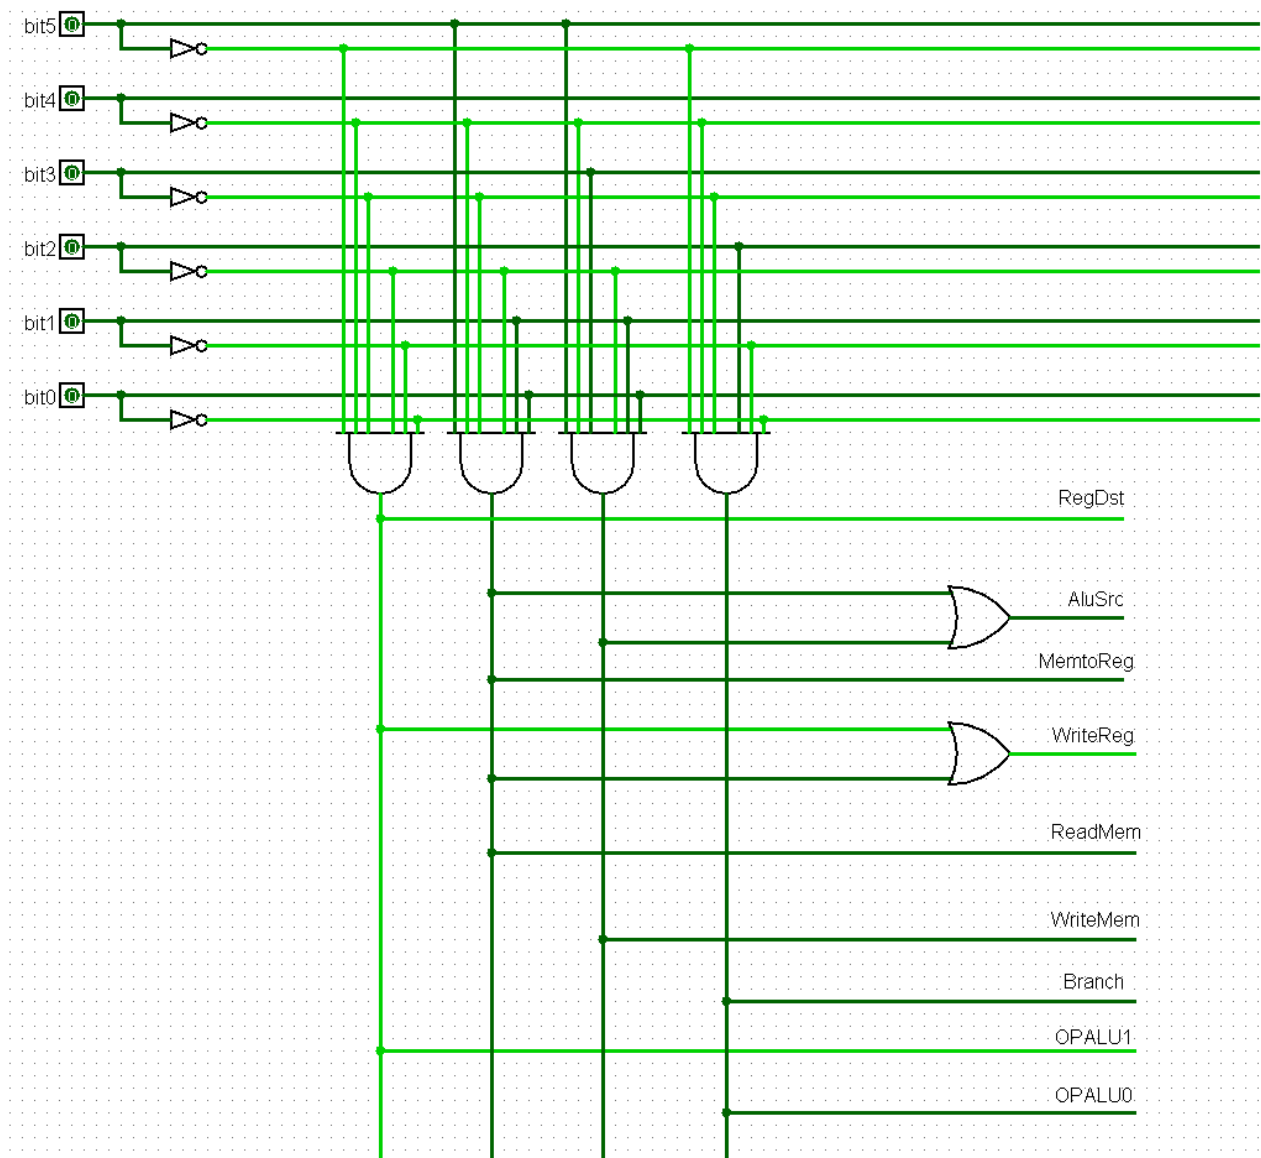 bit5
bit4
bit3
bit2
bit1
bit0
RegDst
AluSrc
MemtoReg
WriteReg
ReadMem
WriteMem
Branch
OPALU1
OPALU0